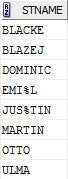 STNAME
BLACKE
BLAZEJ
DOMINIC
EMI%L
JUS%TIN
MARTIN
OTTO
ULMA